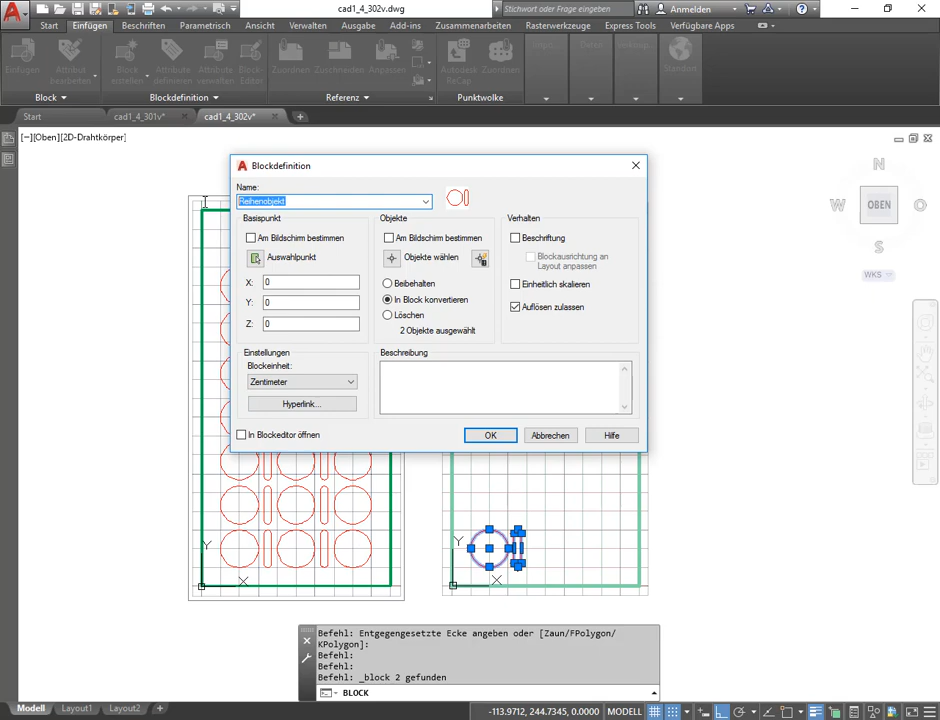 cad1_4_302v.dwg
Stichwort oder Frage eingeben
Anmelden
Start Einfügen Beschriften Parametrisch Ansicht Verwalten Ausgabe Add-ins Zusammenarbeiten Rasterwerkzeuge Express Tools Verfügbare Apps
Einfügen
Attribut bearbeiten
Block erstellen
Attribute definieren
Attribute verwalten
Block-Editor
Zuordnen
Zuschneiden
Anpassen
Autodesk ReCap
Zuordnen
Daten
Standort
Block
Blockdefinition
Referenz
Punktwolke
Start
cad1_4_301v*
cad1_4_302v*
[−][Oben][2D-Drahtkörper]
N
W OBEN O
S
WKS
Blockdefinition
Name:
Reihenobjekt
Basispunkt
Am Bildschirm bestimmen
Auswahlpunkt
X: 0
Y: 0
Z: 0
Objekte
Am Bildschirm bestimmen
Objekte wählen
Beibehalten
In Block konvertieren
Löschen
2 Objekte ausgewählt
Verhalten
Beschriftung
Blockausrichtung an
Layout anpassen
Einheitlich skalieren
Auflösen zulassen
Einstellungen
Blockeinheit:
Zentimeter
Hyperlink...
Beschreibung
In Blockeditor öffnen
OK
Abbrechen
Hilfe
Y
X
Y
X
Befehl: Entgegengesetzte Ecke angeben oder [Zaun/FPolygon/
KPolygon]:
Befehl:
Befehl:
Befehl: _block 2 gefunden
BLOCK
Modell Layout1 Layout2
-113.9712, 244.7345, 0.0000 MODELL